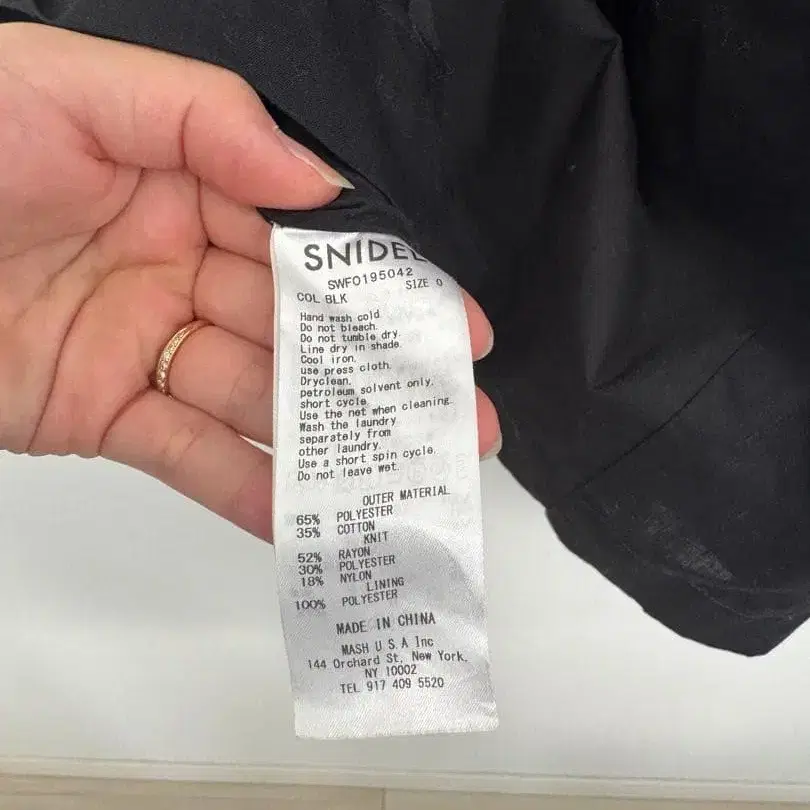 SNIDEL
SWFO195042
COL BLK SIZE 0
Hand wash cold.
Do not bleach.
Do not tumble dry.
Line dry in shade.
Cool iron,
use press cloth.
Dryclean,
petroleum solvent only,
short cycle.
Use the net when cleaning.
Wash the laundry
separately from
other laundry.
Use a short spin cycle.
Do not leave wet.
OUTER MATERIAL
65% POLYESTER
35% COTTON
KNIT
52% RAYON
30% POLYESTER
18% NYLON
LINING
100% POLYESTER
MADE IN CHINA
MASH U.S.A Inc
144 Orchard St, New York,
NY 10002
TEL 917 409 5520